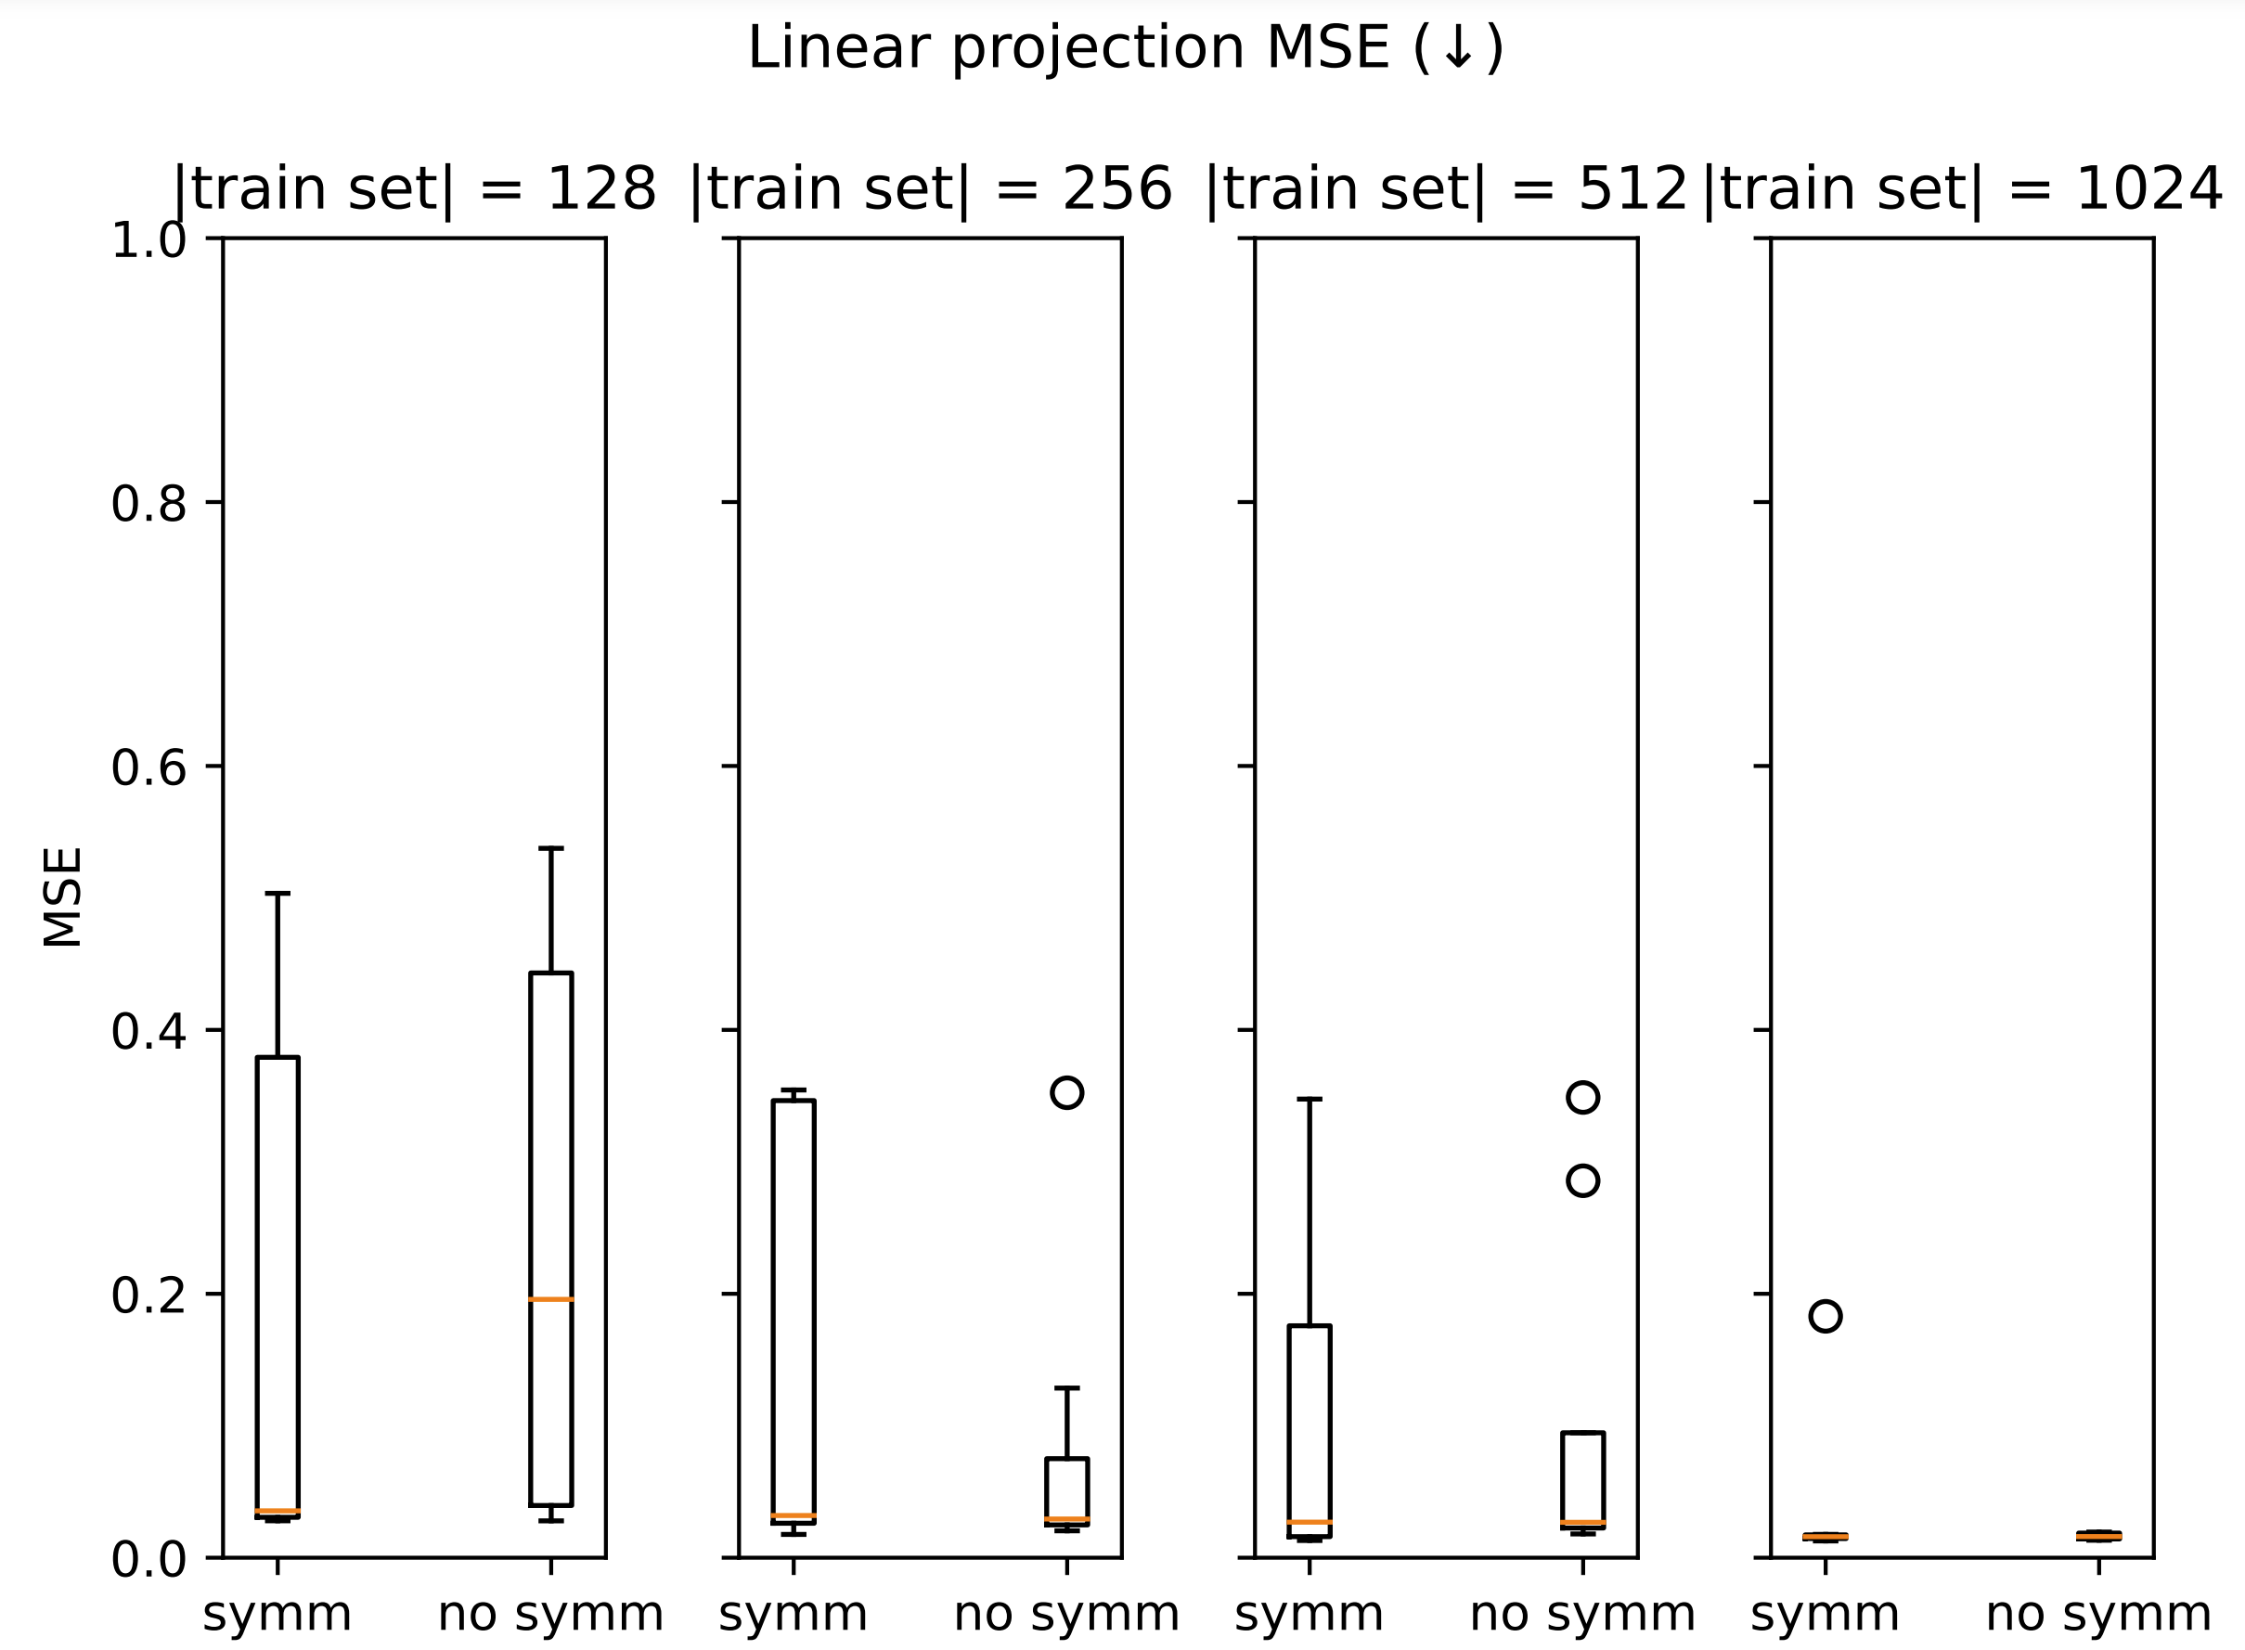 Linear projection MSE (↓)
|train set| = 128 |train set| = 256 |train set| = 512 |train set| = 1024
1.0
0.8
0.6
0.4
0.2
0.0
MSE
symm no symm symm no symm symm no symm symm no symm